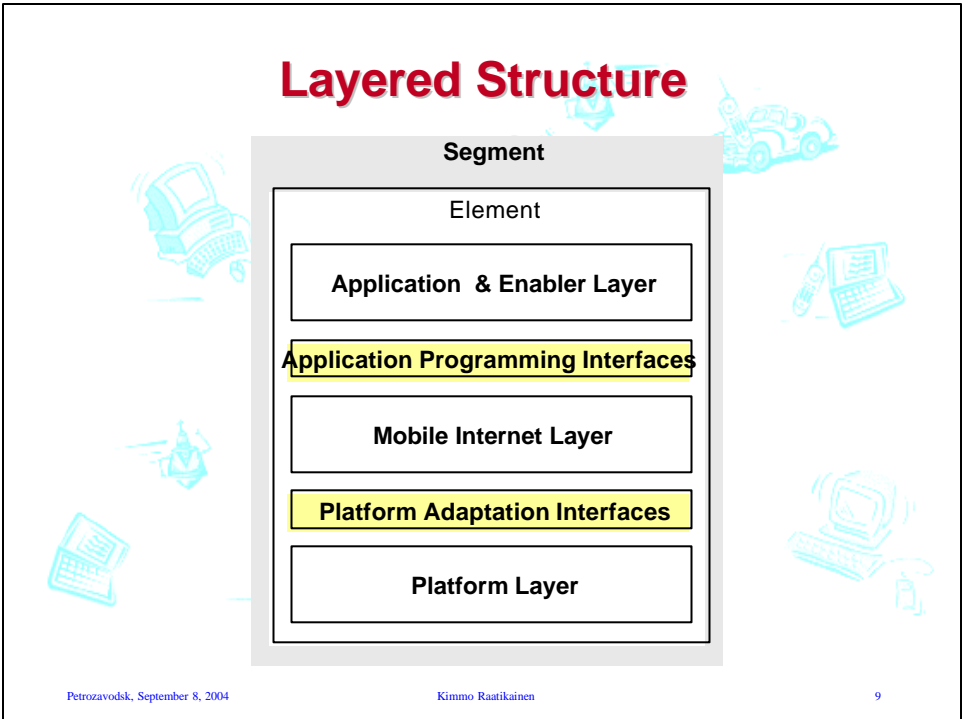 Layered Structure
Segment
Element
Application & Enabler Layer
Application Programming Interfaces
Mobile Internet Layer
Platform Adaptation Interfaces
Platform Layer
Petrozavodsk, September 8, 2004
Kimmo Raatikainen
9